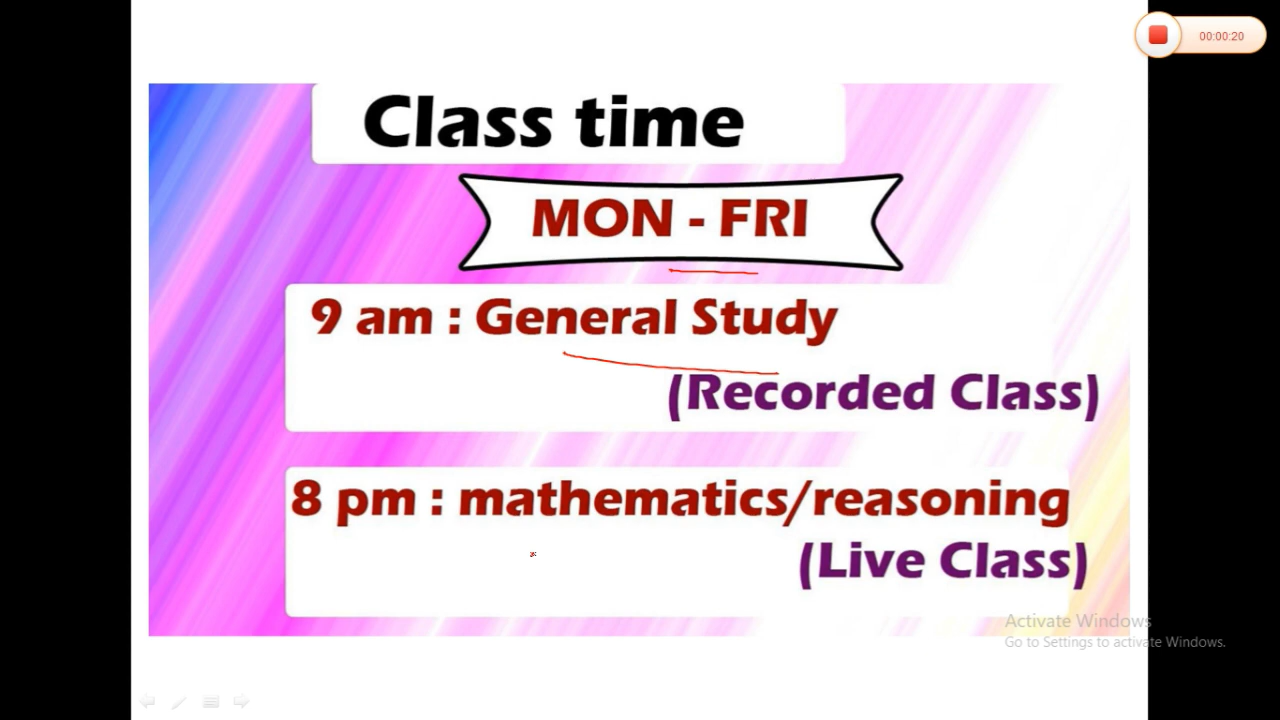 00:00:20
Class time
MON - FRI
9 am : General Study
(Recorded Class)
8 pm : mathematics/reasoning
(Live Class)
Activate Windows
Go to Settings to activate Windows.